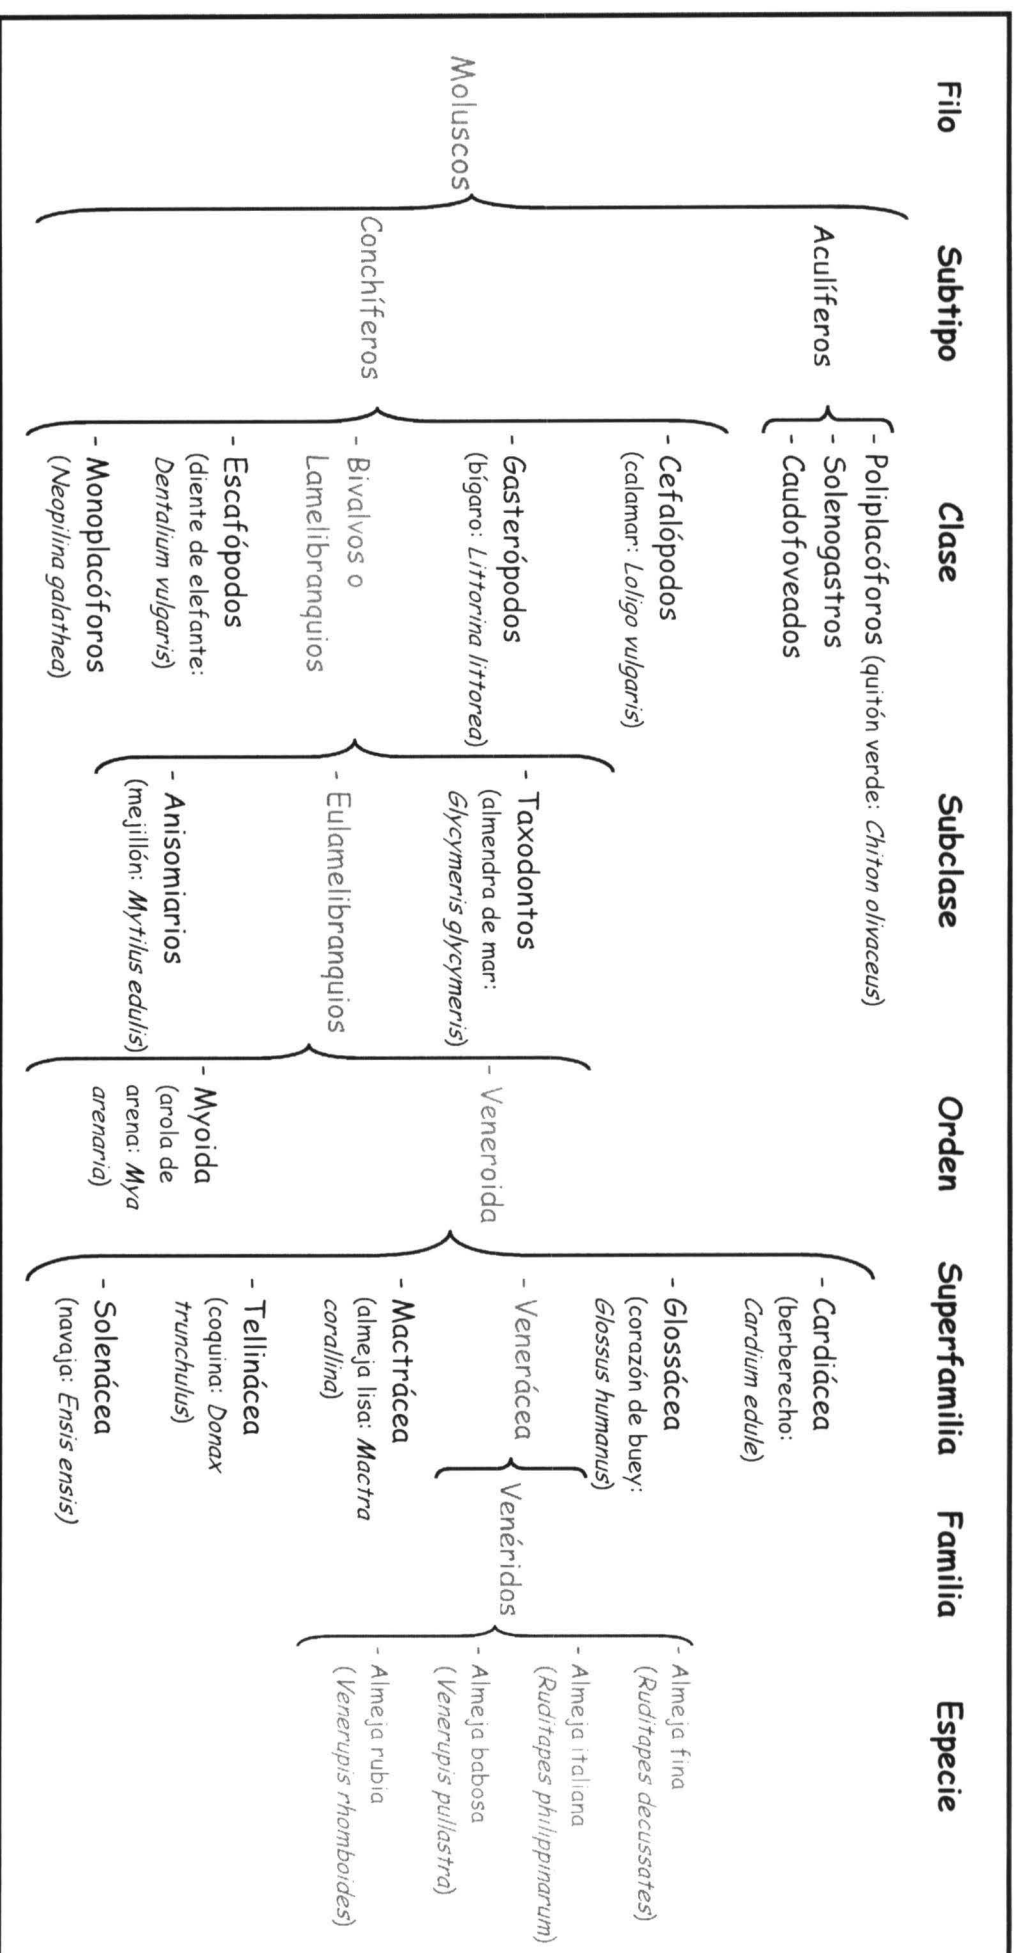 Filo
Subtipo
Clase
Subclase
Orden
Superfamilia
Familia
Especie
Moluscos
Aculíferos
Conchíferos
- Poliplacóforos (quitón verde: Chiton olivaceus)
- Solenogastros
- Caudofoveados
- Cefalópodos
(calamar: Loligo vulgaris)
- Gasterópodos
(bígaro: Littorina littorea)
- Bivalvos o
Lamelibranquios
- Escafópodos
(diente de elefante:
Dentalium vulgaris)
- Monoplacóforos
(Neopilina galathea)
- Taxodontos
(almendra de mar:
Glycymeris glycymeris)
- Eulamelibranquios
- Anisomiarios
(mejillón: Mytilus edulis)
- Veneroida
- Myoida
(arola de
arena: Mya
arenaria)
- Cardiácea
(berberecho:
Cardium edule)
- Glossácea
(corazón de buey:
Glossus humanus)
- Venerácea
- Mactrácea
(almeja lisa: Mactra
corallina)
- Tellinácea
(coquina: Donax
trunchulus)
- Solenácea
(navaja: Ensis ensis)
Venéridos
- Almeja fina
(Ruditapes decussates)
- Almeja italiana
(Ruditapes philippinarum)
- Almeja babosa
(Venerupis pullastra)
- Almeja rubia
(Venerupis rhomboides)